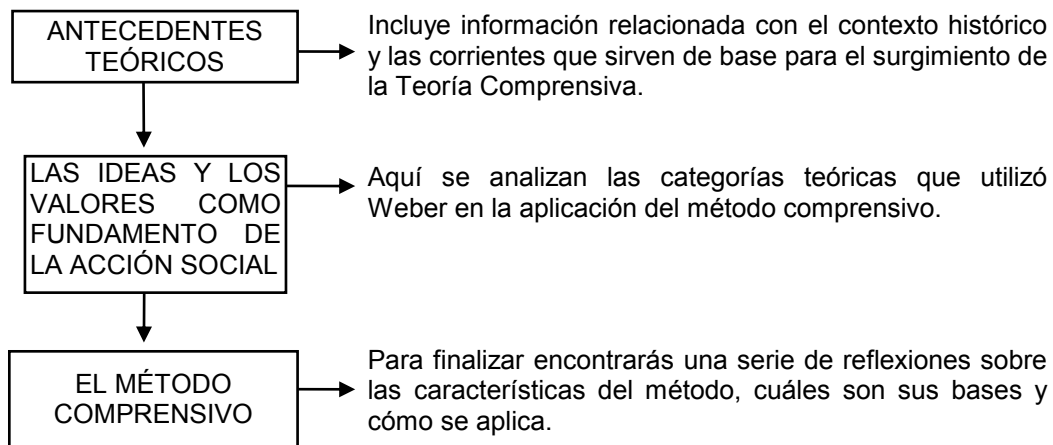 ANTECEDENTES
TEÓRICOS
Incluye información relacionada con el contexto histórico
y las corrientes que sirven de base para el surgimiento de
la Teoría Comprensiva.
LAS IDEAS Y LOS
VALORES COMO
FUNDAMENTO DE
LA ACCIÓN SOCIAL
Aquí se analizan las categorías teóricas que utilizó
Weber en la aplicación del método comprensivo.
EL MÉTODO
COMPRENSIVO
Para finalizar encontrarás una serie de reflexiones sobre
las características del método, cuáles son sus bases y
cómo se aplica.